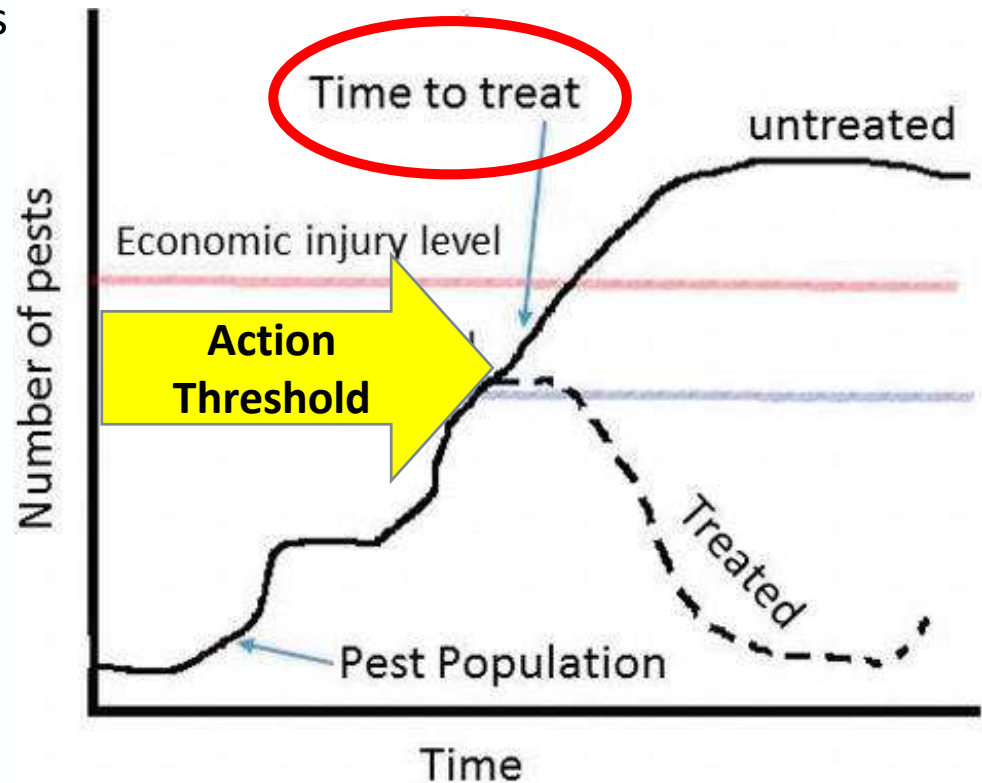 s
Time to treat
untreated
Number of pests
Economic injury level
Action
Threshold
Treated
Pest Population
Time